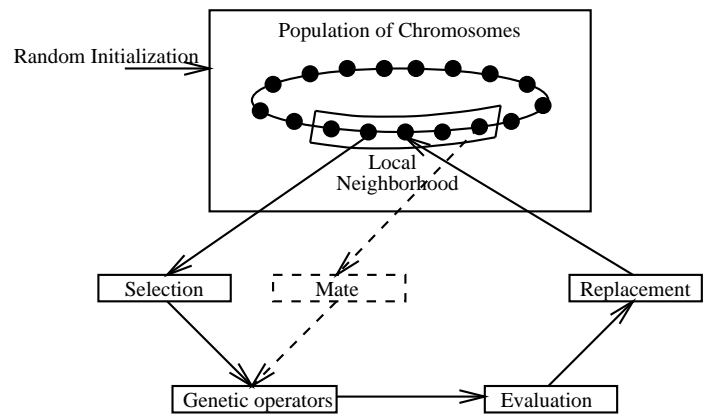 Population of Chromosomes
Random Initialization
Local
Neighborhood
Selection
Mate
Replacement
Genetic operators
Evaluation